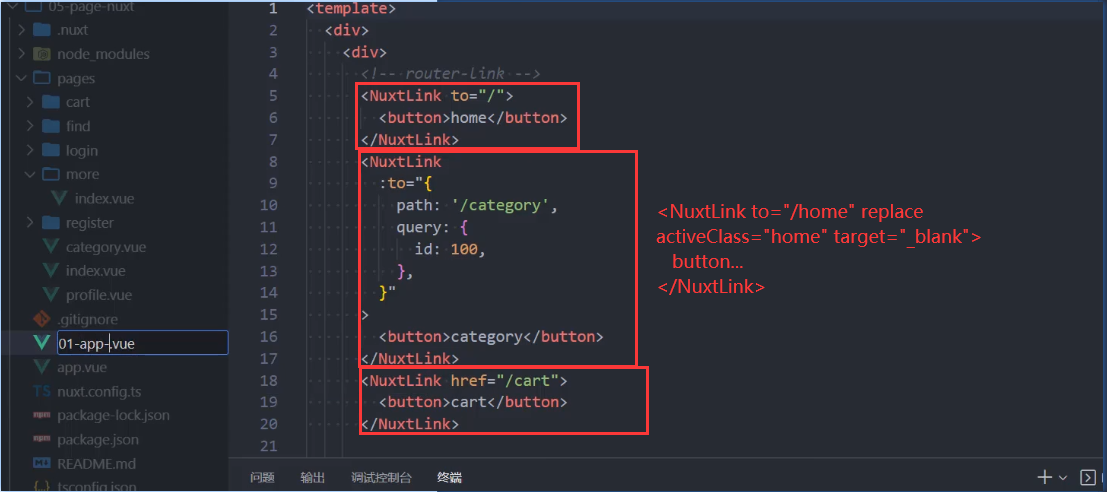 05-page-nuxt
.nuxt
node_modules
pages
cart
find
login
more
index.vue
register
category.vue
index.vue
profile.vue
.gitignore
01-app-.vue
app.vue
TS nuxt.config.ts
npm package-lock.json
npm package.json
README.md
{..} tsconfig.json
1 <template>
2 <div>
3 <div>
4 <!-- router-link -->
5 <NuxtLink to="/">
6 <button>home</button>
7 </NuxtLink>
8 <NuxtLink
9 :to="{
10 path: '/category',
11 query: {
12 id: 100,
13 },
14 }"
15 >
16 <button>category</button>
17 </NuxtLink>
18 <NuxtLink href="/cart">
19 <button>cart</button>
20 </NuxtLink>
21
<NuxtLink to="/home" replace
activeClass="home" target="_blank">
button...
</NuxtLink>
问题 输出 调试控制台 终端